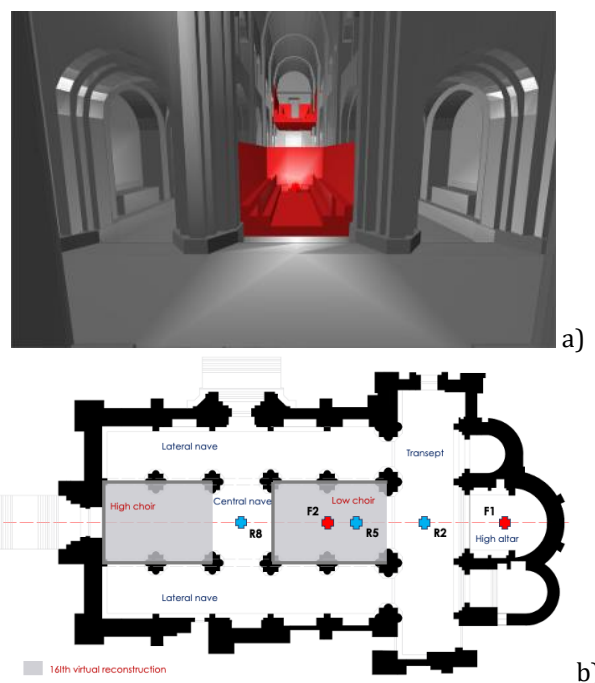 a)
Lateral nave
Transept
High choir
Central nave
Low choir
F2
F1
R8
R5
R2
High altar
Lateral nave
16lth virtual reconstruction
b)